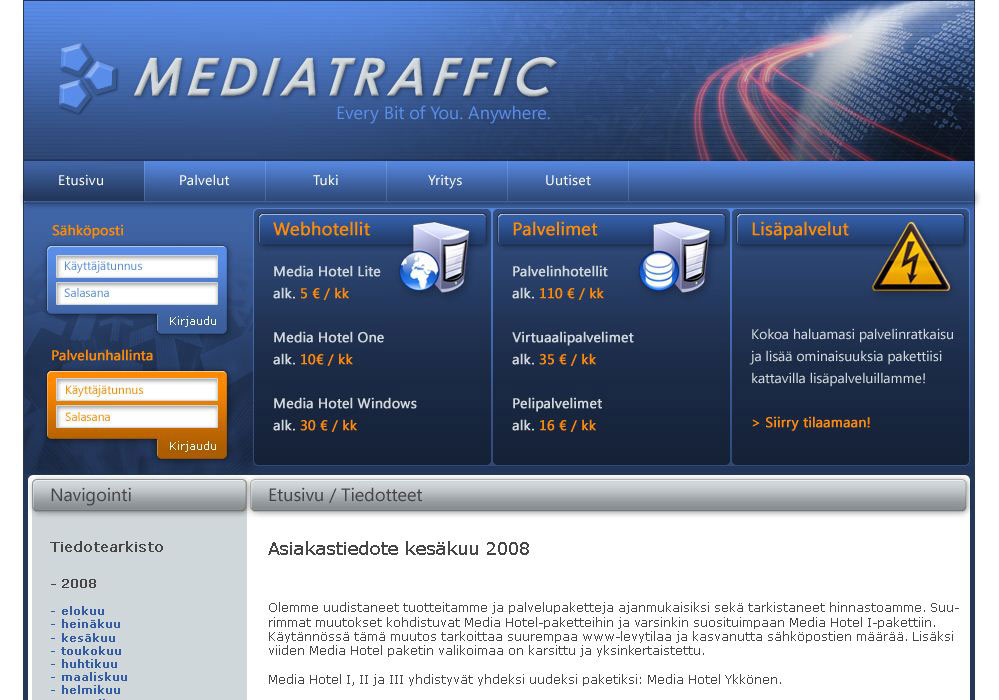 MEDIATRAFFIC
Every Bit of You. Anywhere.
Etusivu
Palvelut
Tuki
Yritys
Uutiset
Sähköposti
Käyttäjätunnus
Salasana
Kirjaudu
Palvelunhallinta
Käyttäjätunnus
Salasana
Kirjaudu
Webhotellit
Media Hotel Lite
alk. 5 € / kk
Media Hotel One
alk. 10€ / kk
Media Hotel Windows
alk. 30 € / kk
Palvelimet
Palvelinhotellit
alk. 110 € / kk
Virtuaalipalvelimet
alk. 35 € / kk
Pelipalvelimet
alk. 16 € / kk
Lisäpalvelut
Kokoa haluamasi palvelinratkaisu
ja lisää ominaisuuksia pakettiisi
kattavilla lisäpalveluillamme!
> Siirry tilaamaan!
Navigointi
Tiedotearkisto
- 2008
- elokuu
- heinäkuu
- kesäkuu
- toukokuu
- huhtikuu
- maaliskuu
- helmikuu
Etusivu / Tiedotteet
Asiakastiedote kesäkuu 2008
Olemme uudistaneet tuotteitamme ja palvelupaketteja ajanmukaisiksi sekä tarkistaneet hinnastoamme. Suu-
rimmat muutokset kohdistuvat Media Hotel-paketteihin ja varsinkin suosituimpaan Media Hotel I-pakettiin.
Käytännössä tämä muutos tarkoittaa suurempaa www-levytilaa ja kasvanutta sähköpostien määrää. Lisäksi
viiden Media Hotel paketin valikoimaa on karsittu ja yksinkertaistettu.
Media Hotel I, II ja III yhdistyvät yhdeksi uudeksi paketiksi: Media Hotel Ykkönen.